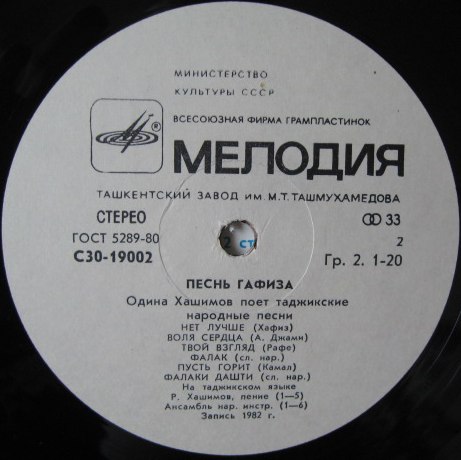 МИНИСТЕРСТВО
КУЛЬТУРЫ СССР
ВСЕСОЮЗНАЯ ФИРМА ГРАМПЛАСТИНОК
®
МЕЛОДИЯ
ТАШКЕНТСКИЙ ЗАВОД ИМ. М.Т. ТАШМУХАМЕДОВА
СТЕРЕО 33
ГОСТ 5289-80 2 ст 2
С30-19002 Гр. 2. 1-20
ПЕСНЬ ГАФИЗА
Одина Хашимов поет таджикские
народные песни
НЕТ ЛУЧШЕ (Хафиз)
ВОЛЯ СЕРДЦА (А. Джами)
ТВОЙ ВЗГЛЯД (Рафе)
ФАЛАК (сл. нар.)
ПУСТЬ ГОРИТ (Камал)
ФАЛАКИ ДАШТИ (сл. нар.)
На таджикском языке
Р. Хашимов, пение (1—5)
Ансамбль нар. инстр. (1—6)
Запись 1982 г.